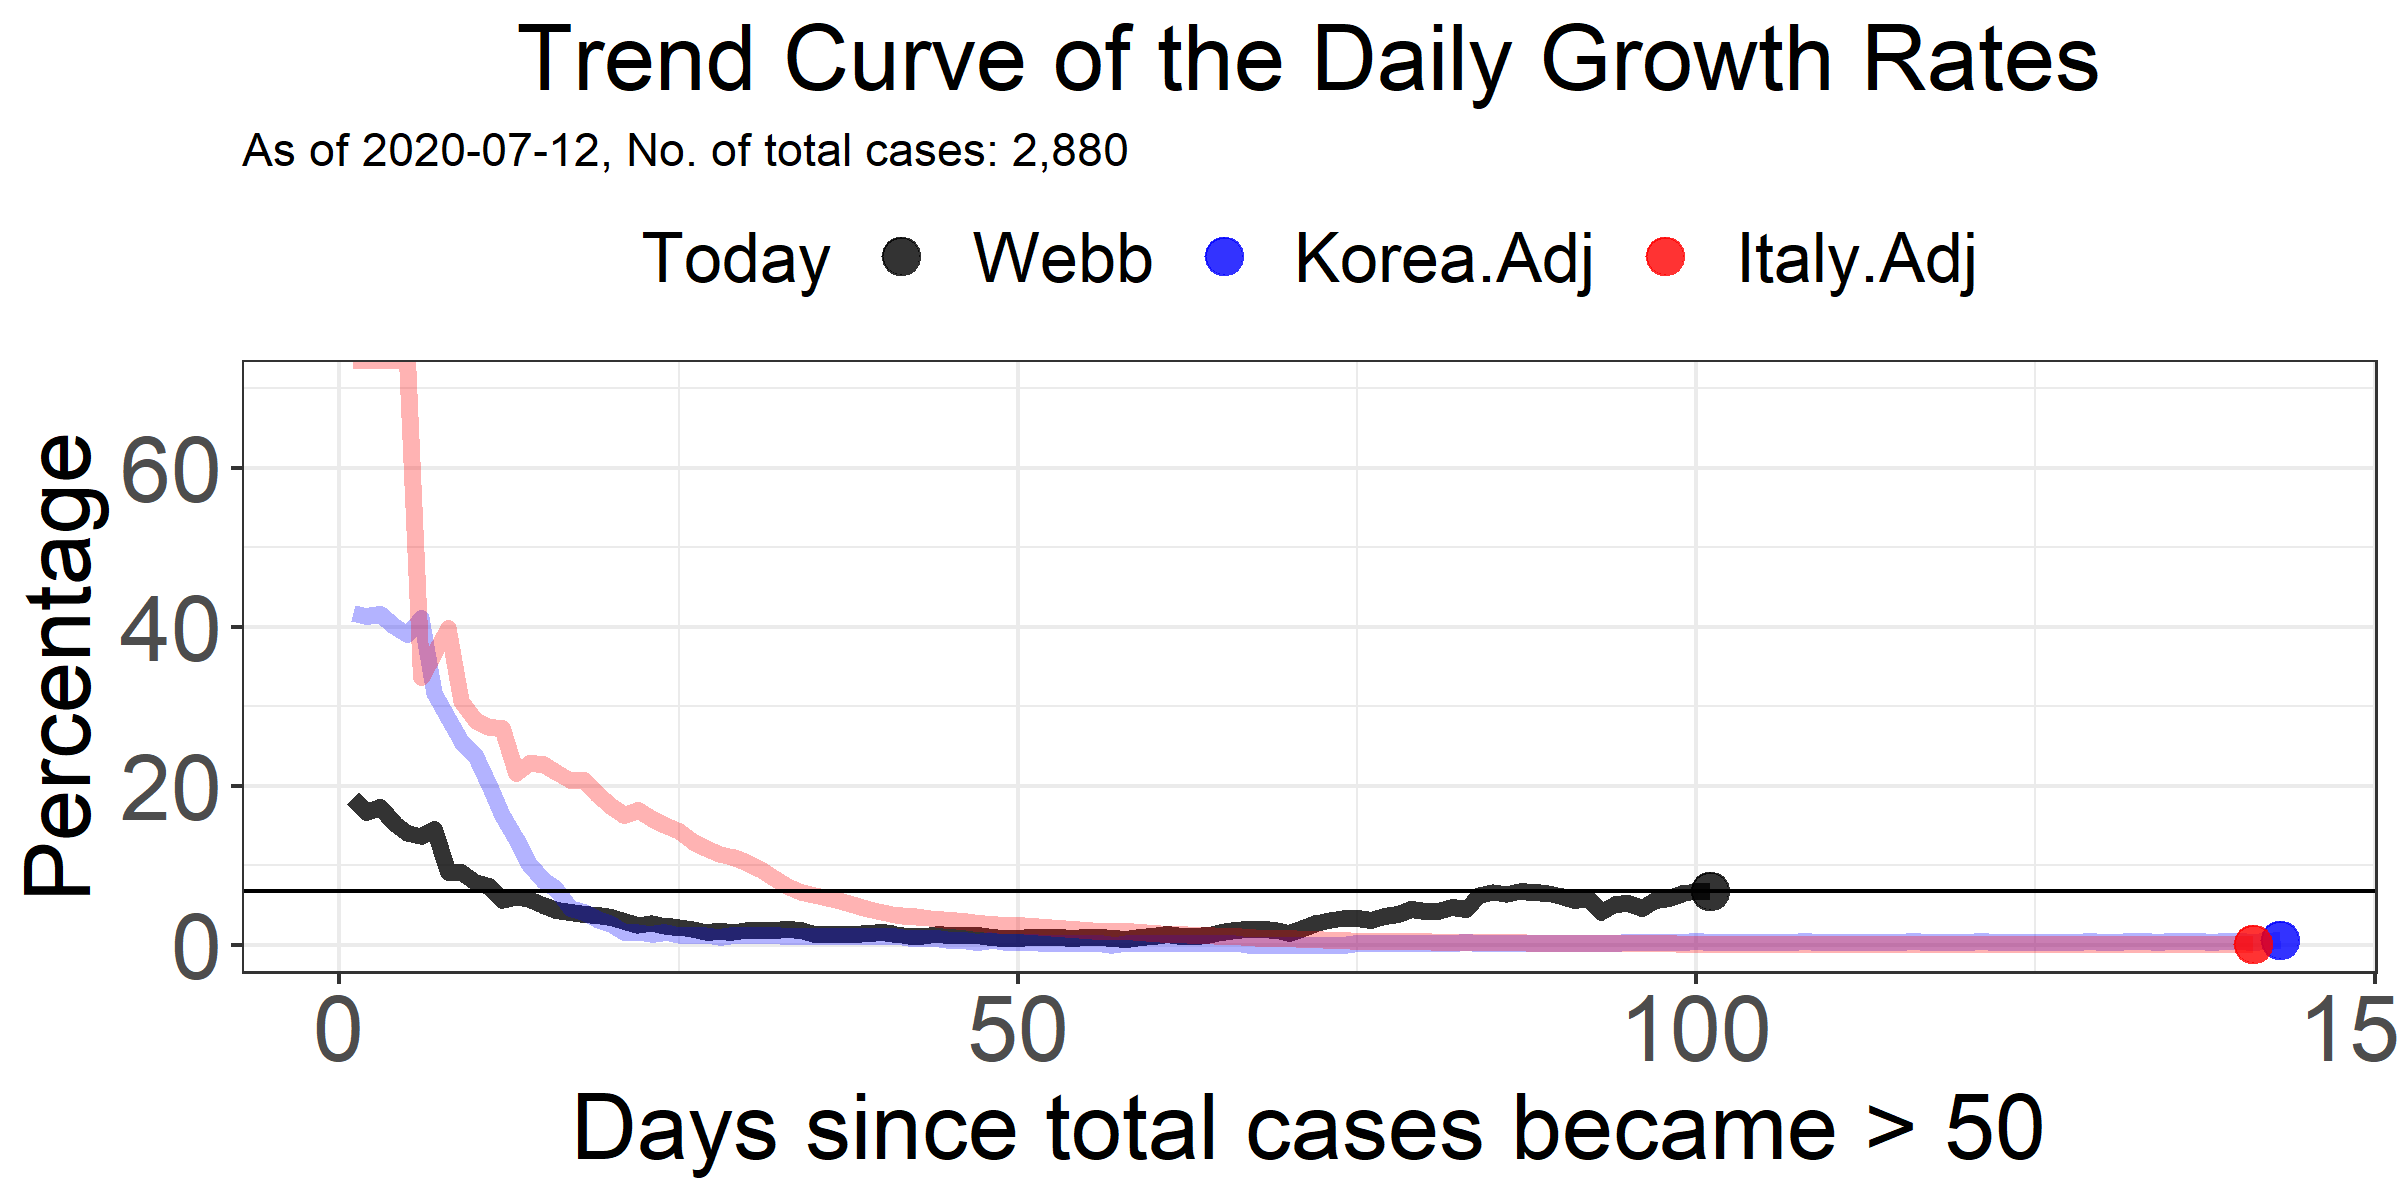 Trend Curve of the Daily Growth Rates
As of 2020-07-12, No. of total cases: 2,880
Today Webb Korea.Adj Italy.Adj
Percentage
60
40
20
0
0 50 100 15
Days since total cases became > 50